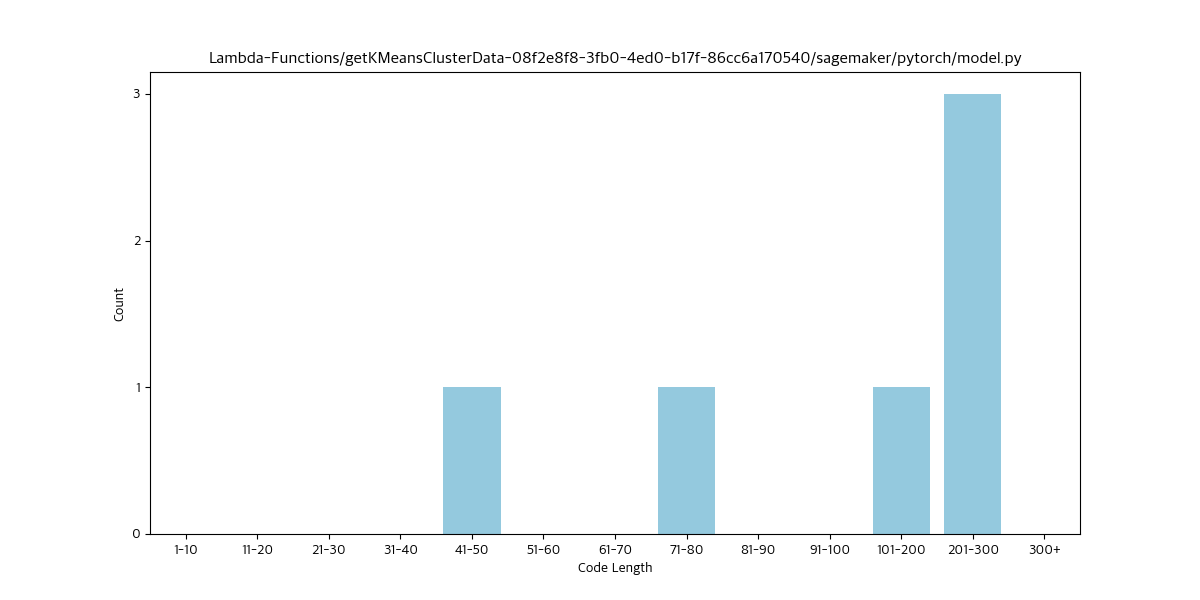 Lambda-Functions/getKMeansClusterData-08f2e8f8-3fb0-4ed0-b17f-86cc6a170540/sagemaker/pytorch/model.py
3
2
1
0
Count
1-10 11-20 21-30 31-40 41-50 51-60 61-70 71-80 81-90 91-100 101-200 201-300 300+
Code Length